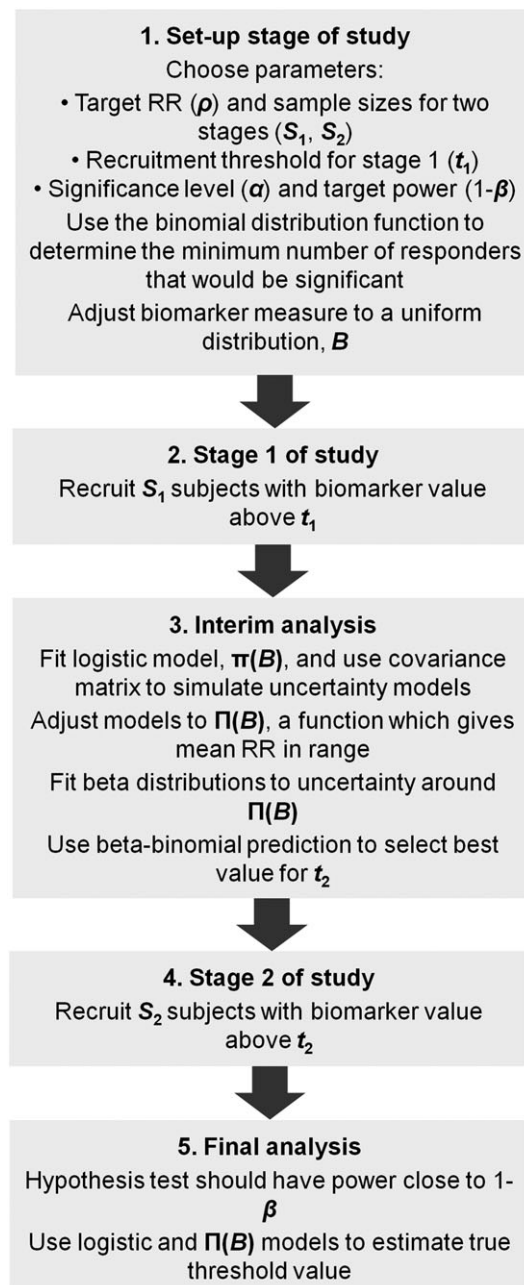 1. Set-up stage of study
Choose parameters:
• Target RR (ρ) and sample sizes for two
stages (S₁, S₂)
• Recruitment threshold for stage 1 (t₁)
• Significance level (α) and target power (1-β)
Use the binomial distribution function to
determine the minimum number of responders
that would be significant
Adjust biomarker measure to a uniform
distribution, B
2. Stage 1 of study
Recruit S₁ subjects with biomarker value
above t₁
3. Interim analysis
Fit logistic model, π(B), and use covariance
matrix to simulate uncertainty models
Adjust models to Π(B), a function which gives
mean RR in range
Fit beta distributions to uncertainty around
Π(B)
Use beta-binomial prediction to select best
value for t₂
4. Stage 2 of study
Recruit S₂ subjects with biomarker value
above t₂
5. Final analysis
Hypothesis test should have power close to 1-
β
Use logistic and Π(B) models to estimate true
threshold value